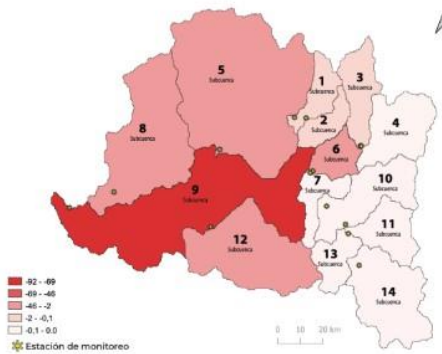 5
Subcuenca
1
Subcuenca
3
Subcuenca
2
Subcuenca
4
Subcuenca
8
Subcuenca
6
Subcuenca
7
Subcuenca
9
Subcuenca
10
Subcuenca
11
Subcuenca
12
Subcuenca
13
Subcuenca
14
Subcuenca
-92 - -69
-69 - -46
-46 - -2
-2 - -0,1
-0,1 - 0.0
Estación de monitoreo
0 10 20 km